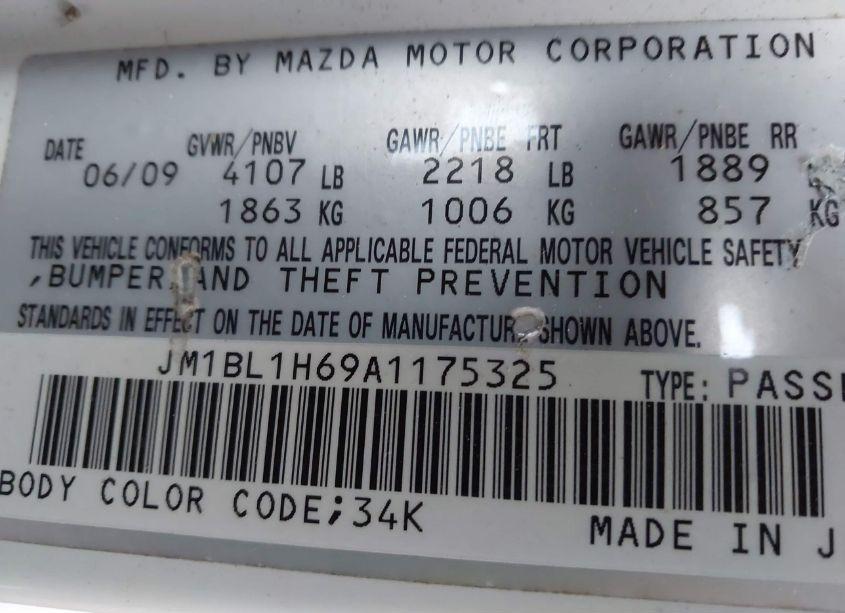 MFD. BY MAZDA MOTOR CORPORATION
DATE GVWR/PNBV GAWR/PNBE FRT GAWR/PNBE RR
06/09 4107 LB 2218 LB 1889
1863 KG 1006 KG 857 KG
THIS VEHICLE CONFORMS TO ALL APPLICABLE FEDERAL MOTOR VEHICLE SAFETY
,BUMPER, AND THEFT PREVENTION
STANDARDS IN EFFECT ON THE DATE OF MANUFACTUR SHOWN ABOVE.
JM1BL1H69A1175325 TYPE: PASS
BODY COLOR CODE;34K MADE IN J